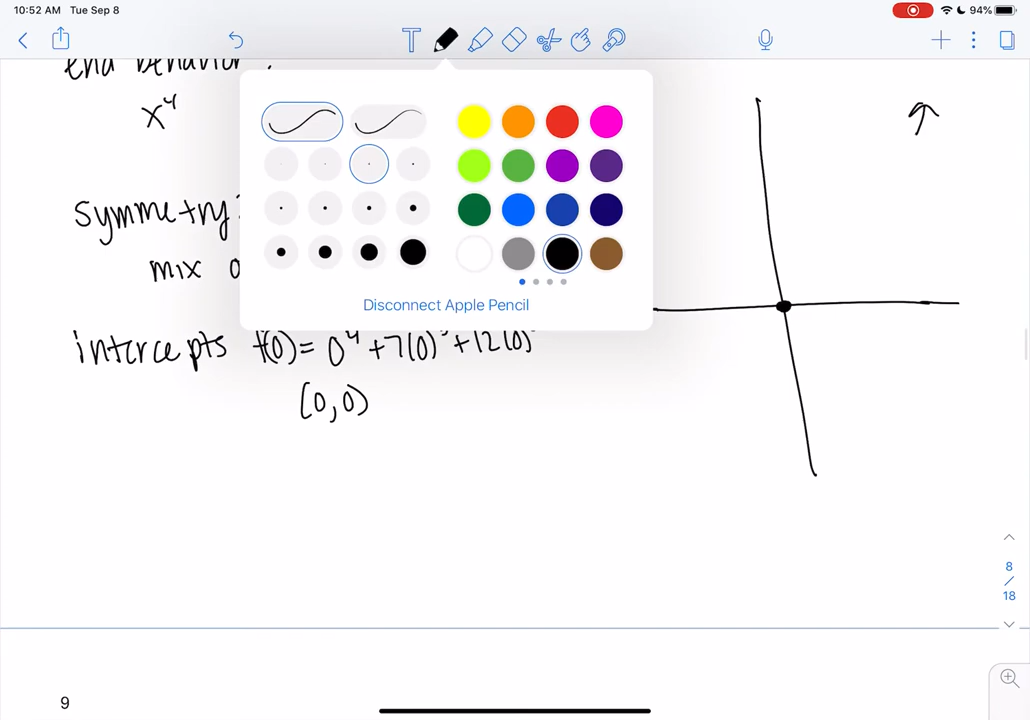 10:52 AM Tue Sep 8
94%
end behavior:
x⁴
symmetry:
mix
Disconnect Apple Pencil
intercepts f(0) = 0⁴ + 7(0)³ + 12(0)
(0,0)
8
/
18
9